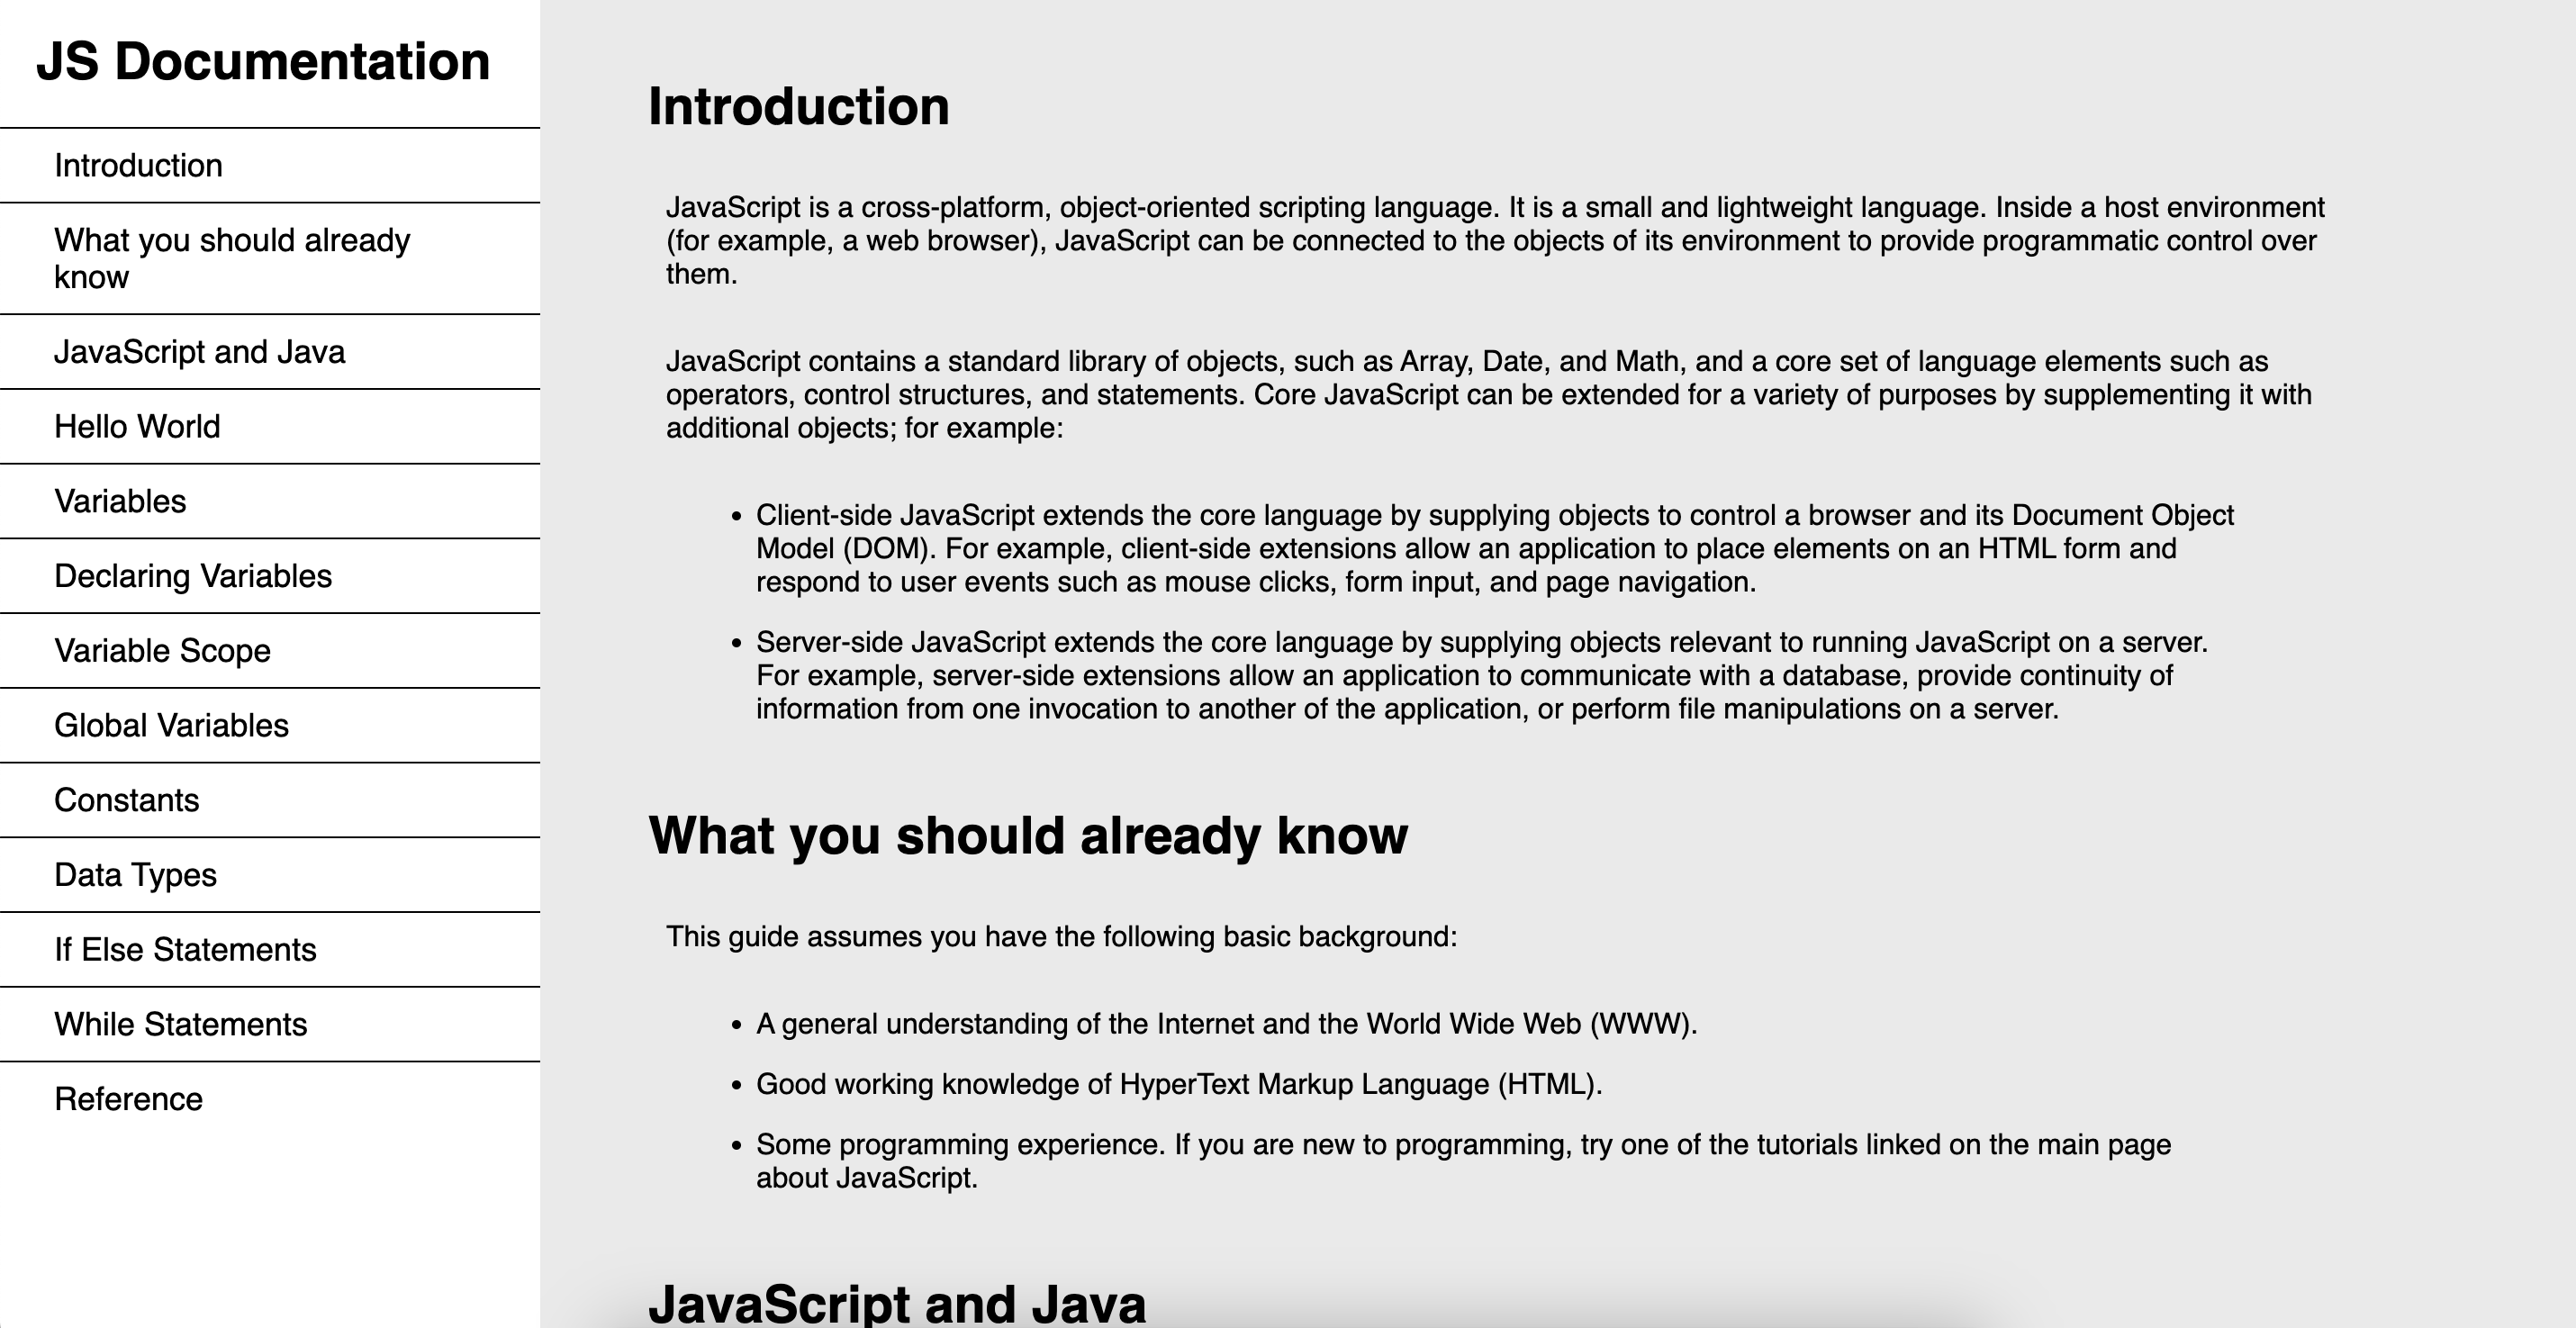 JS Documentation
Introduction
What you should already
know
JavaScript and Java
Hello World
Variables
Declaring Variables
Variable Scope
Global Variables
Constants
Data Types
If Else Statements
While Statements
Reference
Introduction
JavaScript is a cross-platform, object-oriented scripting language. It is a small and lightweight language. Inside a host environment
(for example, a web browser), JavaScript can be connected to the objects of its environment to provide programmatic control over
them.
JavaScript contains a standard library of objects, such as Array, Date, and Math, and a core set of language elements such as
operators, control structures, and statements. Core JavaScript can be extended for a variety of purposes by supplementing it with
additional objects; for example:
• Client-side JavaScript extends the core language by supplying objects to control a browser and its Document Object
Model (DOM). For example, client-side extensions allow an application to place elements on an HTML form and
respond to user events such as mouse clicks, form input, and page navigation.
• Server-side JavaScript extends the core language by supplying objects relevant to running JavaScript on a server.
For example, server-side extensions allow an application to communicate with a database, provide continuity of
information from one invocation to another of the application, or perform file manipulations on a server.
What you should already know
This guide assumes you have the following basic background:
• A general understanding of the Internet and the World Wide Web (WWW).
• Good working knowledge of HyperText Markup Language (HTML).
• Some programming experience. If you are new to programming, try one of the tutorials linked on the main page
about JavaScript.
JavaScript and Java